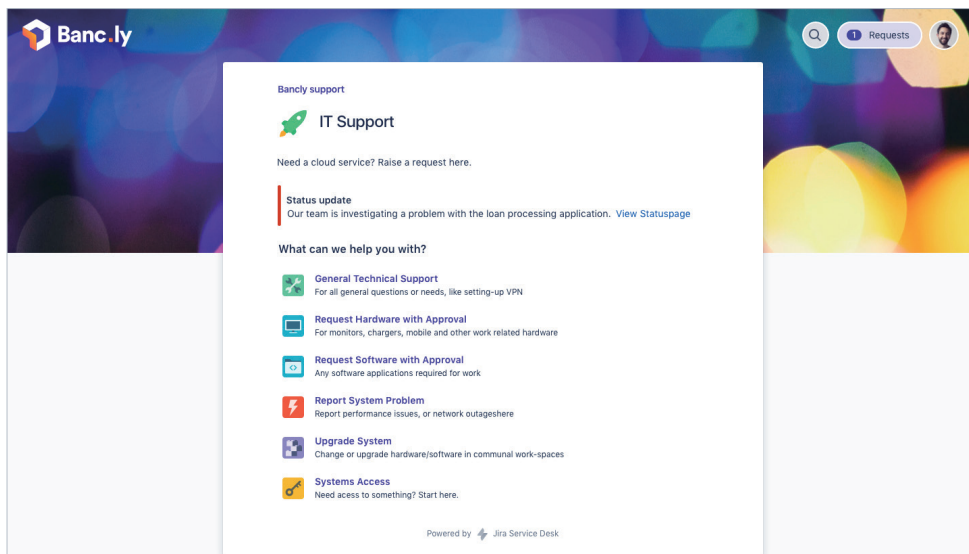 Banc.ly
1 Requests
Bancly support
IT Support
Need a cloud service? Raise a request here.
Status update
Our team is investigating a problem with the loan processing application. View Statuspage
What can we help you with?
General Technical Support
For all general questions or needs, like setting-up VPN
Request Hardware with Approval
For monitors, chargers, mobile and other work related hardware
Request Software with Approval
Any software applications required for work
Report System Problem
Report performance issues, or network outageshere
Upgrade System
Change or upgrade hardware/software in communal work-spaces
Systems Access
Need acess to something? Start here.
Powered by Jira Service Desk